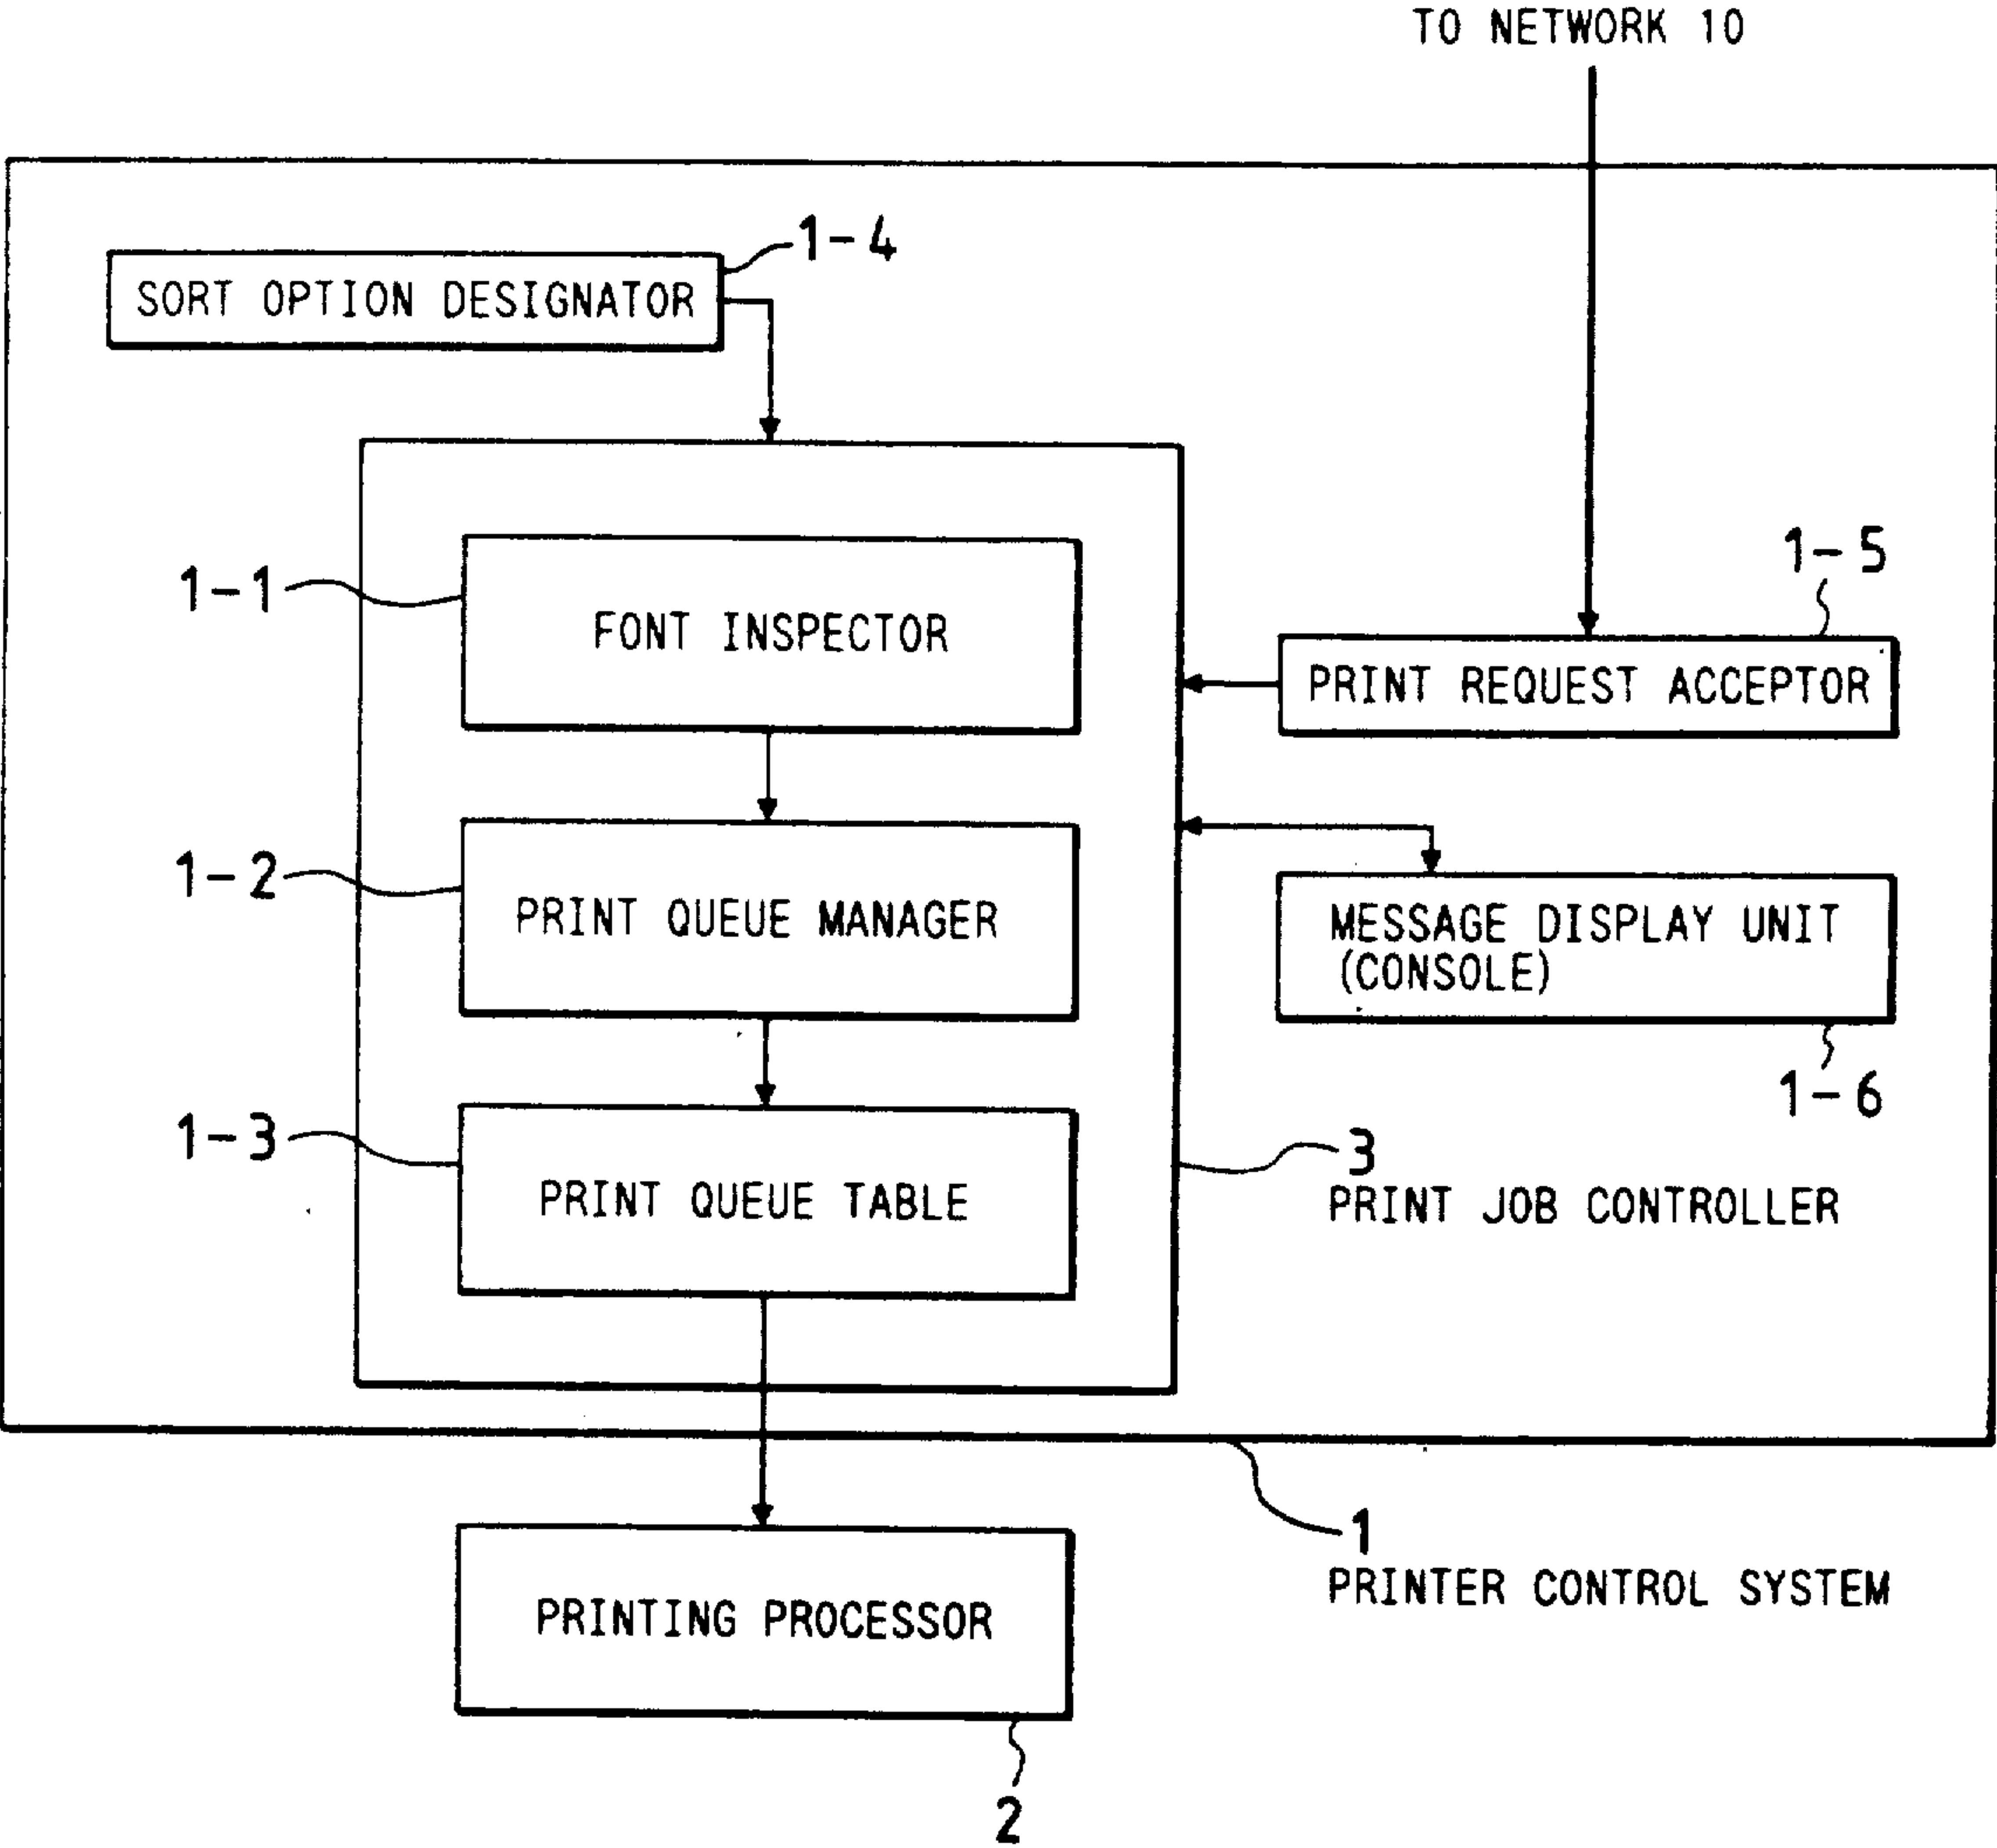 TO NETWORK 10
1-4
SORT OPTION DESIGNATOR
1-5
1-1
FONT INSPECTOR
PRINT REQUEST ACCEPTOR
1-2
PRINT QUEUE MANAGER
MESSAGE DISPLAY UNIT
(CONSOLE)
1-6
1-3
3
PRINT QUEUE TABLE
PRINT JOB CONTROLLER
1
PRINTER CONTROL SYSTEM
PRINTING PROCESSOR
2